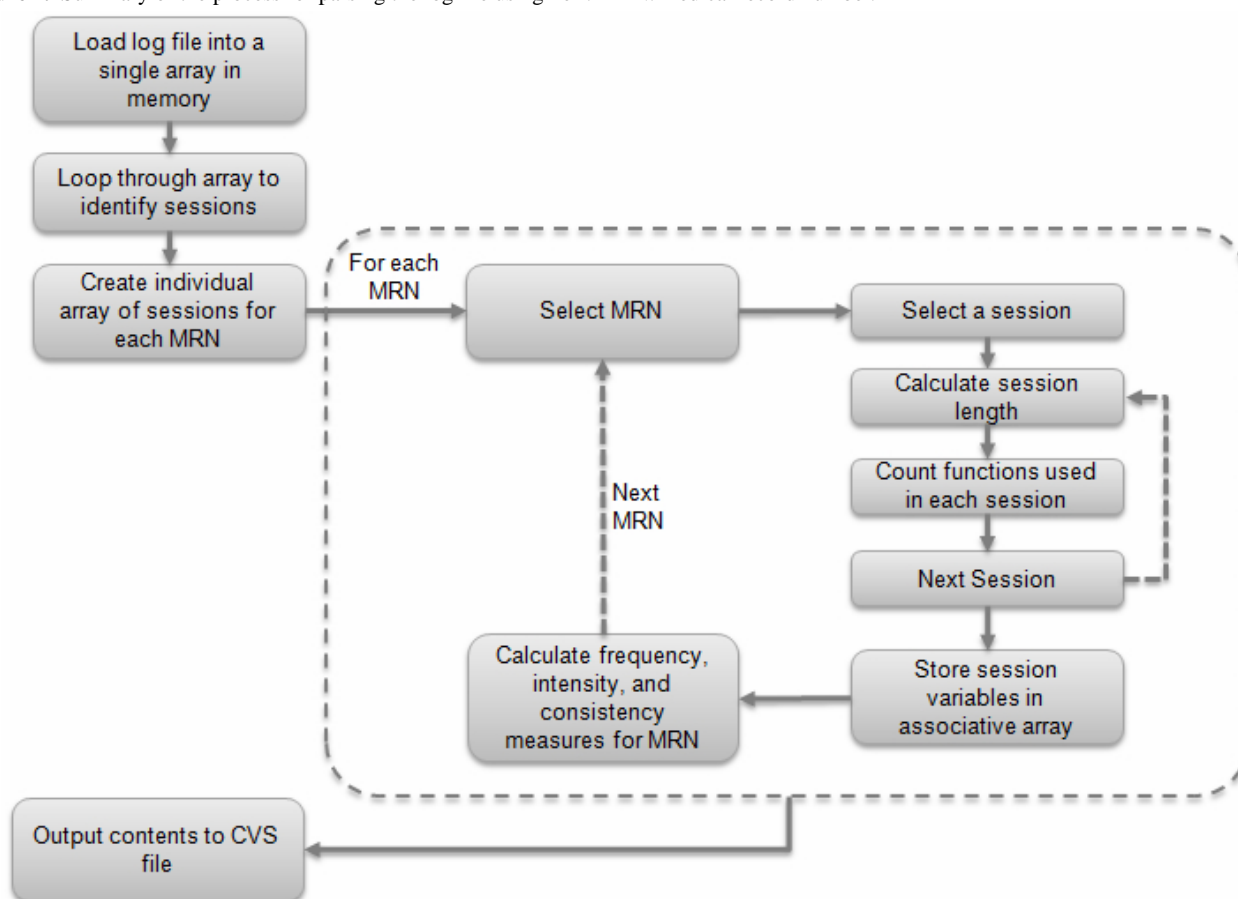 Load log file into a
single array in
memory
Loop through array to
identify sessions
Create individual
array of sessions for
each MRN
For each
MRN
Select MRN
Select a session
Calculate session
length
Count functions used
in each session
Next Session
Store session
variables in
associative array
Calculate frequency,
intensity, and
consistency
measures for MRN
Next
MRN
Output contents to CVS
file